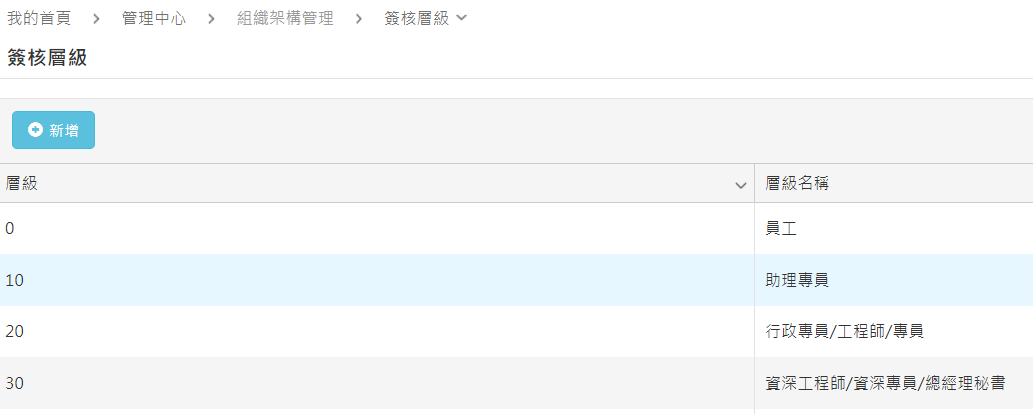 我的首頁 > 管理中心 > 組織架構管理 > 簽核層級
簽核層級
新增
層級 層級名稱
0 員工
10 助理專員
20 行政專員/工程師/專員
30 資深工程師/資深專員/總經理秘書